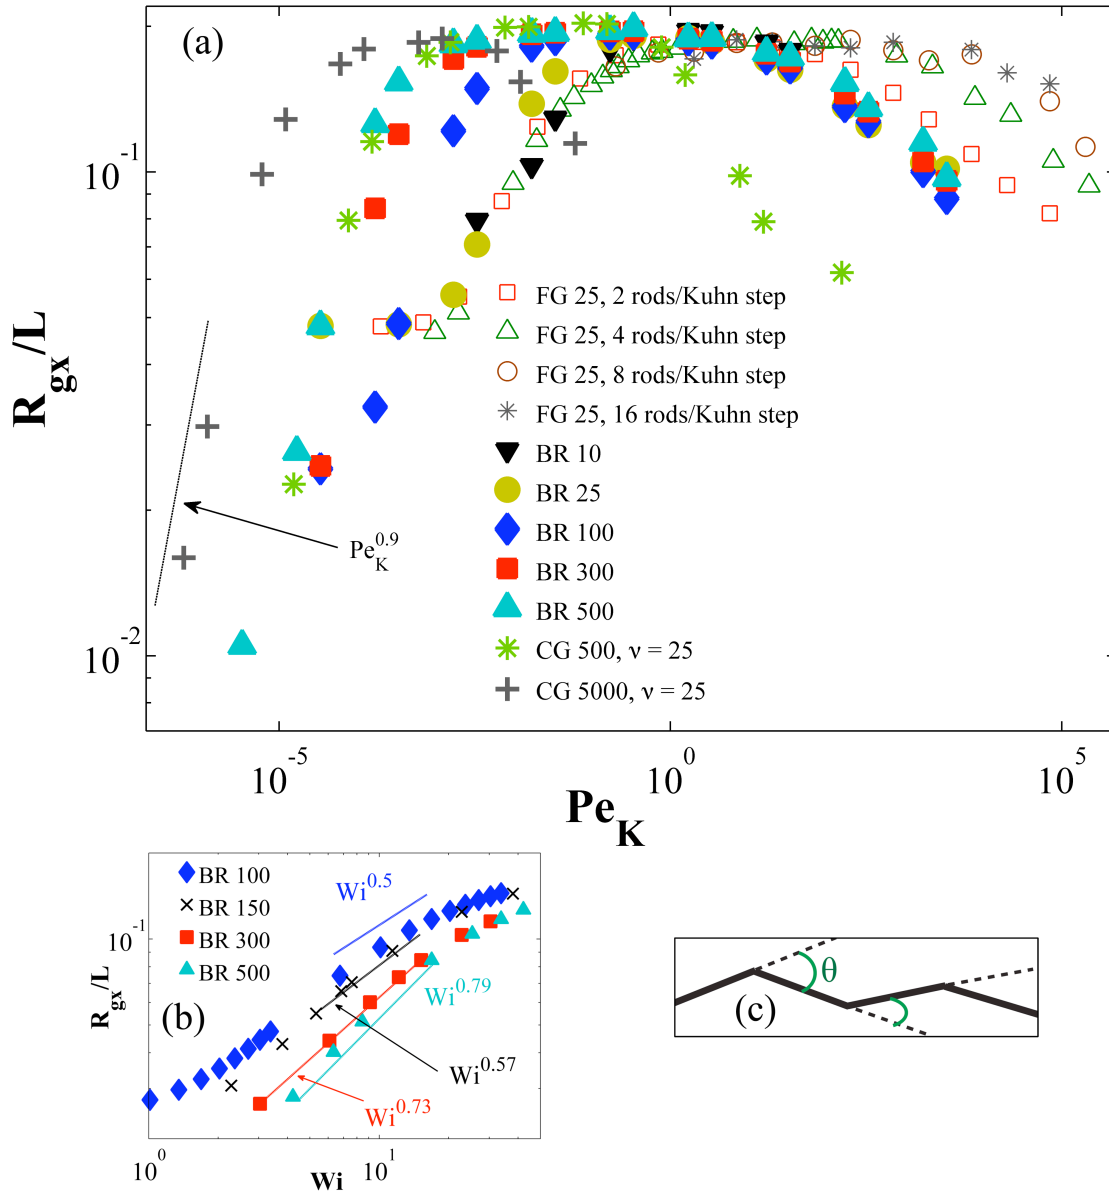 (a)
10^-1
10^-2
R_gx/L
Pe_K^0.9
FG 25, 2 rods/Kuhn step
FG 25, 4 rods/Kuhn step
FG 25, 8 rods/Kuhn step
FG 25, 16 rods/Kuhn step
BR 10
BR 25
BR 100
BR 300
BR 500
CG 500, ν = 25
CG 5000, ν = 25
10^-5
10^0
10^5
Pe_K
BR 100
BR 150
BR 300
BR 500
Wi^0.5
10^-1
R_gx/L
(b)
Wi^0.79
Wi^0.57
Wi^0.73
10^0
10^1
Wi
θ
(c)